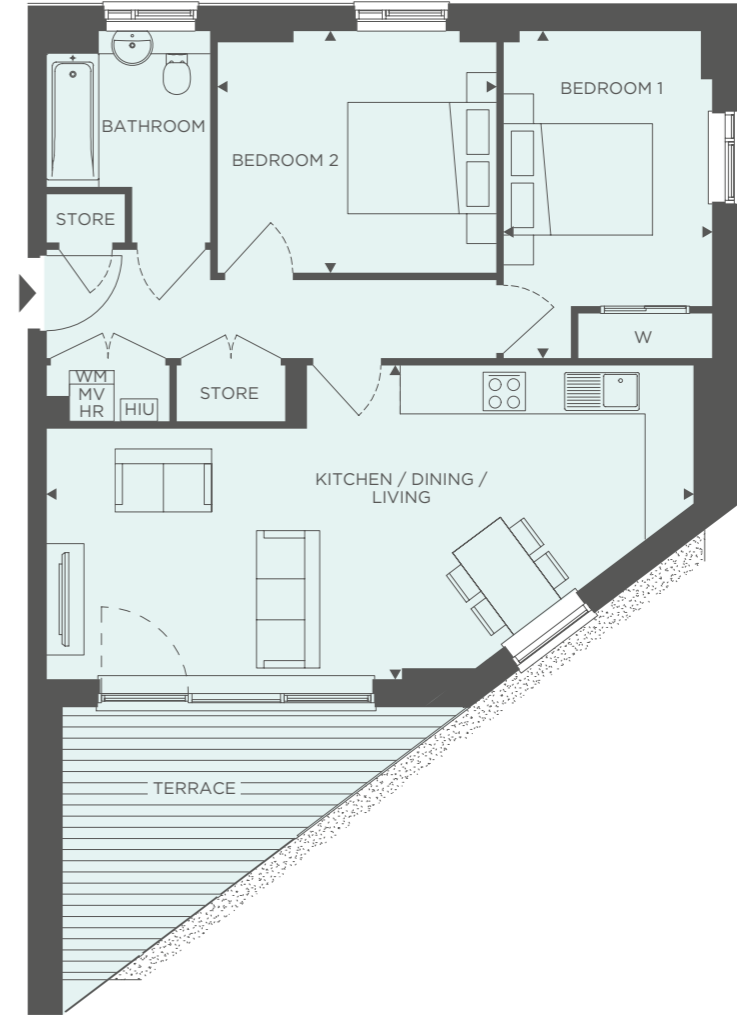 BEDROOM 1
BATHROOM
BEDROOM 2
STORE
W
WM
MV
HR
HIU
STORE
KITCHEN / DINING /
LIVING
TERRACE